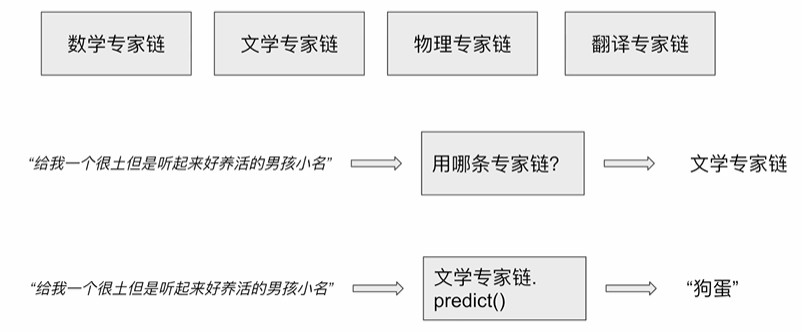 数学专家链 文学专家链 物理专家链 翻译专家链
“给我一个很土但是听起来好养活的男孩小名” 用哪条专家链? 文学专家链
“给我一个很土但是听起来好养活的男孩小名” 文学专家链.
predict() “狗蛋”